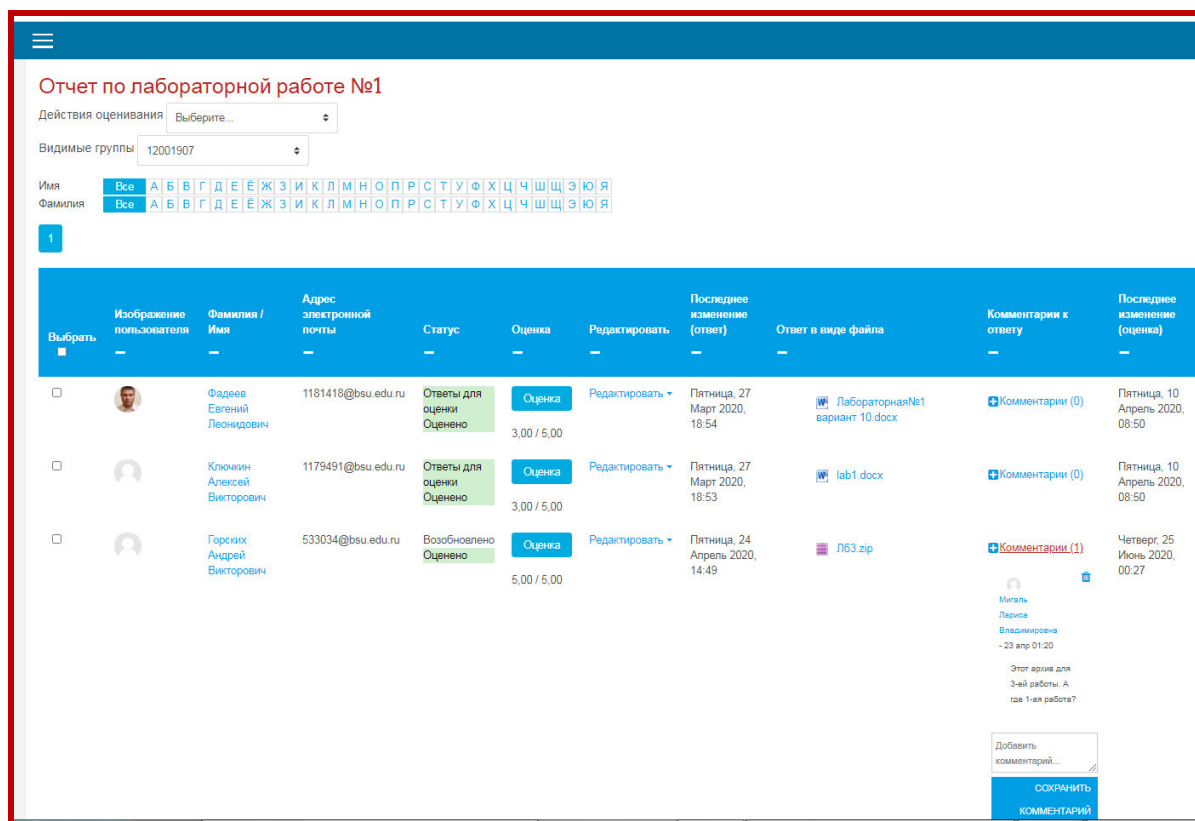 Отчет по лабораторной работе №1
Действия оценивания Выберите...
Видимые группы 12001907
Имя Все А Б В Г Д Е Ё Ж З И К Л М Н О П Р С Т У Ф Х Ц Ч Ш Щ Э Ю Я
Фамилия Все А Б В Г Д Е Ё Ж З И К Л М Н О П Р С Т У Ф Х Ц Ч Ш Щ Э Ю Я
1
Выбрать
Изображение
пользователя
Фамилия /
Имя
Адрес
электронной
почты
Статус
Оценка
Редактировать
Последнее
изменение
(ответ)
Ответ в виде файла
Комментарии к
ответу
Последнее
изменение
(оценка)
Фадеев
Евгений
Леонидович
1181418@bsu.edu.ru
Ответы для
оценки
Оценено
Оценка
3,00 / 5,00
Редактировать
Пятница, 27
Март 2020,
18:54
Лабораторная№1
вариант 10.docx
Комментарии (0)
Пятница, 10
Апрель 2020,
08:50
Ключкин
Алексей
Викторович
1179491@bsu.edu.ru
Ответы для
оценки
Оценено
Оценка
3,00 / 5,00
Редактировать
Пятница, 27
Март 2020,
18:53
lab1.docx
Комментарии (0)
Пятница, 10
Апрель 2020,
08:50
Горских
Андрей
Викторович
533034@bsu.edu.ru
Возобновлено
Оценено
Оценка
5,00 / 5,00
Редактировать
Пятница, 24
Апрель 2020,
14:49
Л63.zip
Комментарии (1)
Мигаль
Лариса
Владимировна
- 23 апр 01:20
Этот архив для
3-ей работы. А
где 1-ая работа?
Добавить
комментарий...
СОХРАНИТЬ
КОММЕНТАРИЙ
Четверг, 25
Июнь 2020,
00:27